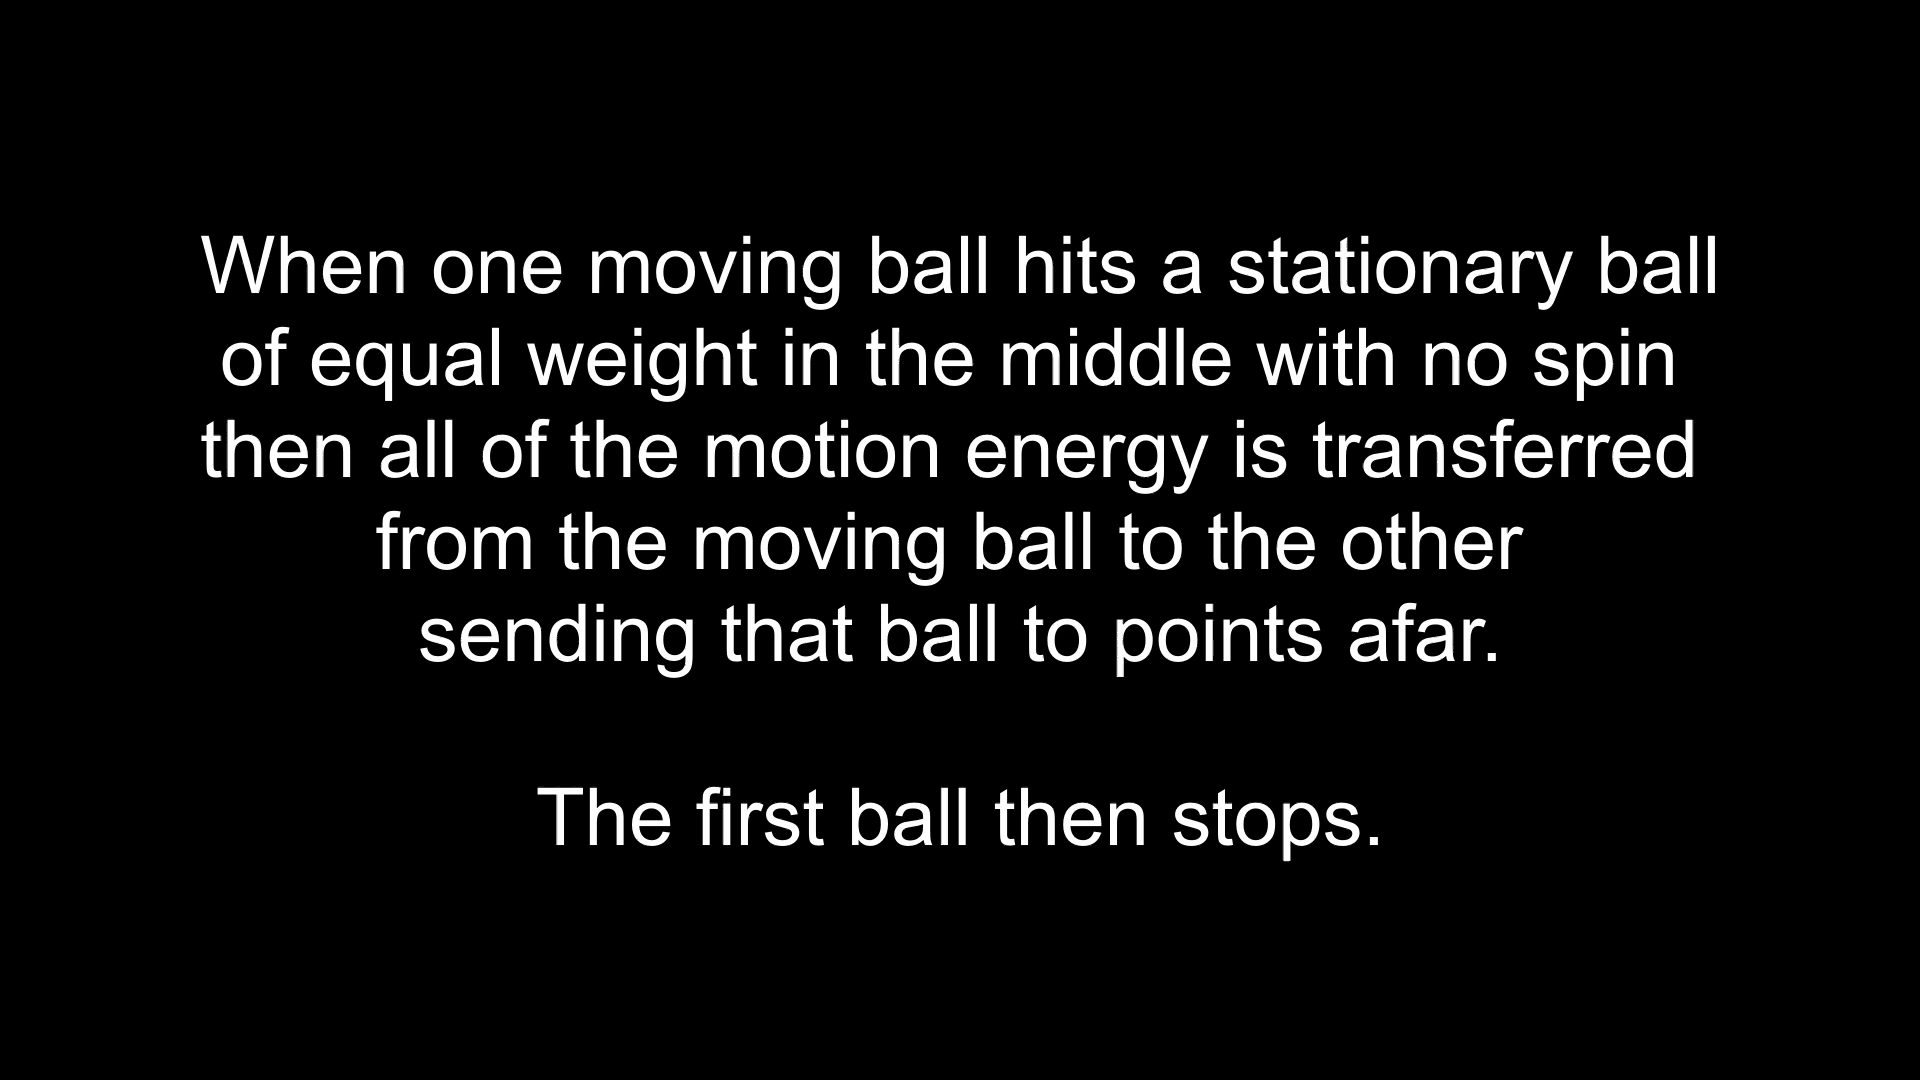 When one moving ball hits a stationary ball
of equal weight in the middle with no spin
then all of the motion energy is transferred
from the moving ball to the other
sending that ball to points afar.
The first ball then stops.